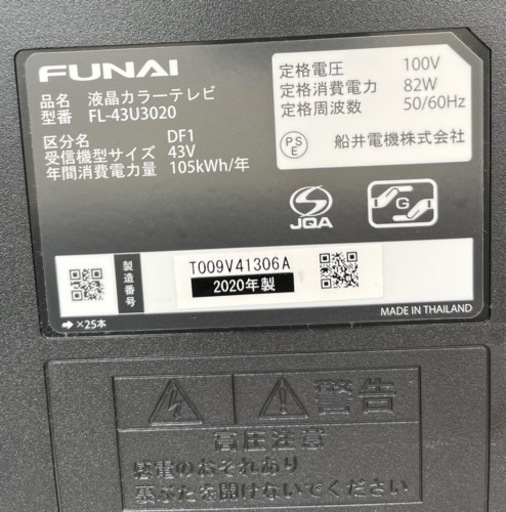 FUNAI
品名 液晶カラーテレビ
型番 FL-43U3020
区分名 DF1
受信機型サイズ 43V
年間消費電力量 105kWh/年
定格電圧 100V
定格消費電力 82W
定格周波数 50/60Hz
PSE 船井電機株式会社
JQA
G
製造番号
T009V41306A
2020年製
➔×25本
MADE IN THAILAND
警告
高圧注意
感電のおそれあり
裏ぶたを開けないでください